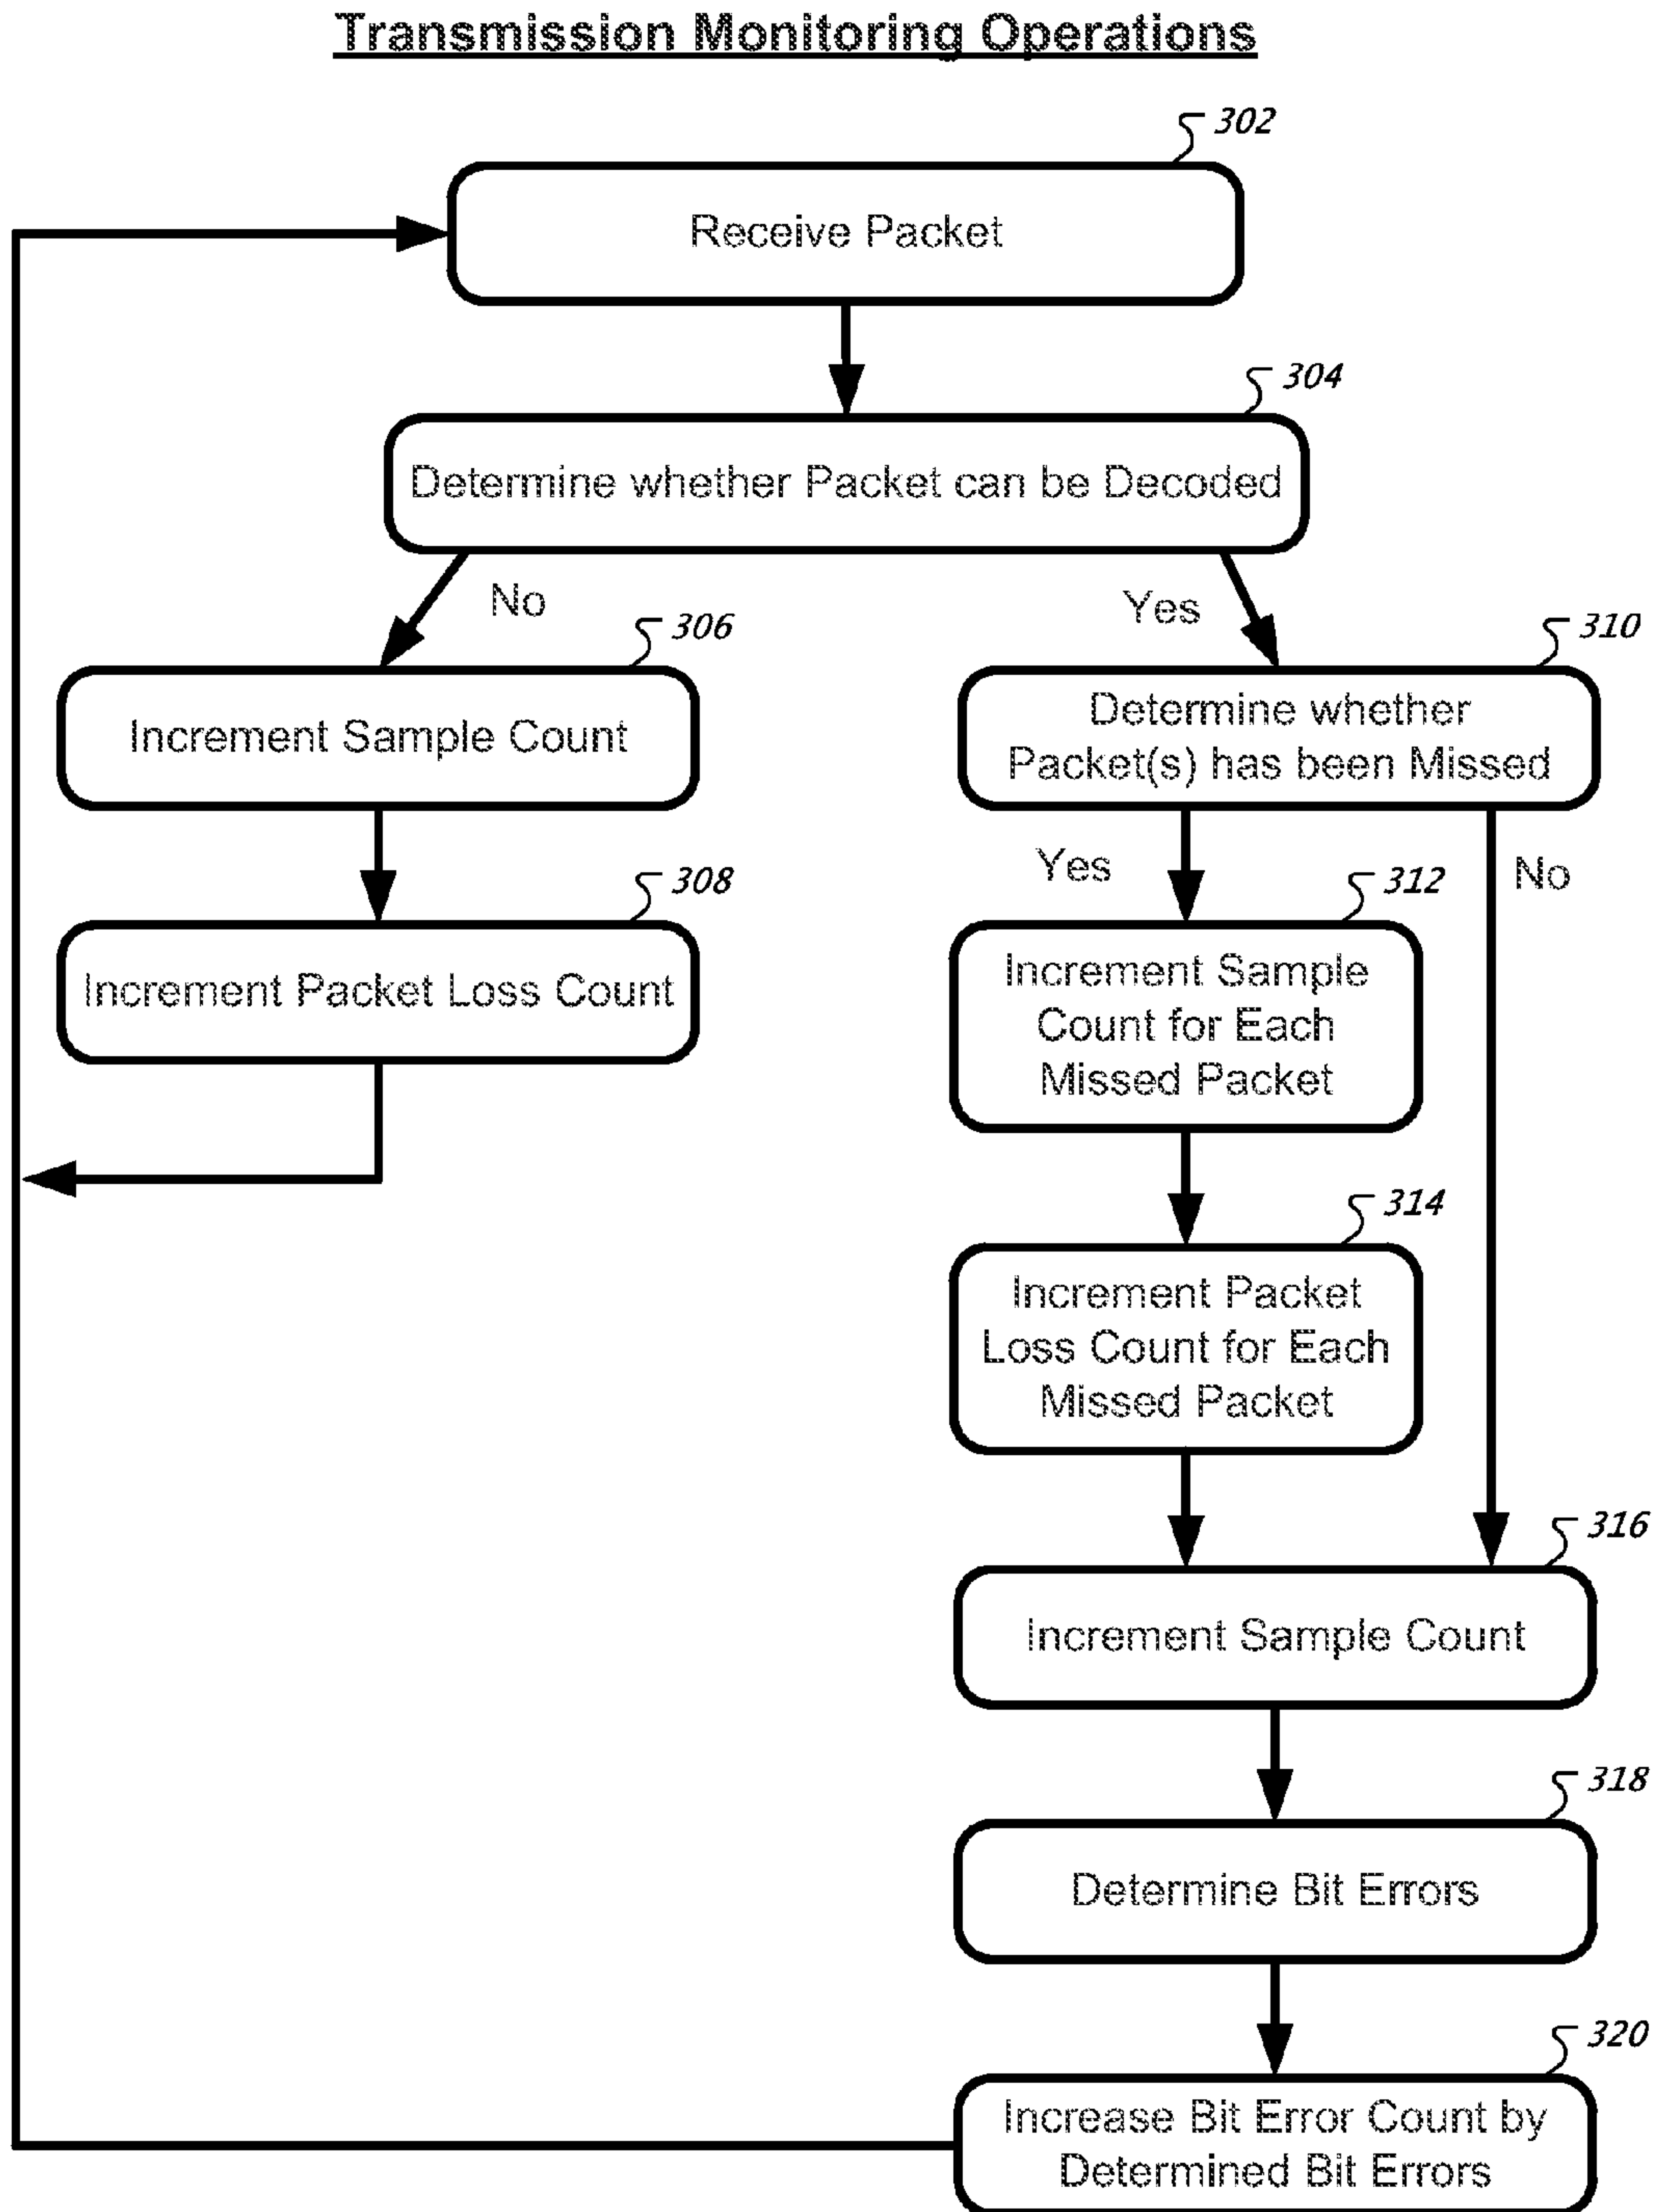 Transmission Monitoring Operations
302
Receive Packet
304
Determine whether Packet can be Decoded
No
Yes
306
Increment Sample Count
310
Determine whether
Packet(s) has been Missed
308
Increment Packet Loss Count
Yes
No
312
Increment Sample
Count for Each
Missed Packet
314
Increment Packet
Loss Count for Each
Missed Packet
316
Increment Sample Count
318
Determine Bit Errors
320
Increase Bit Error Count by
Determined Bit Errors